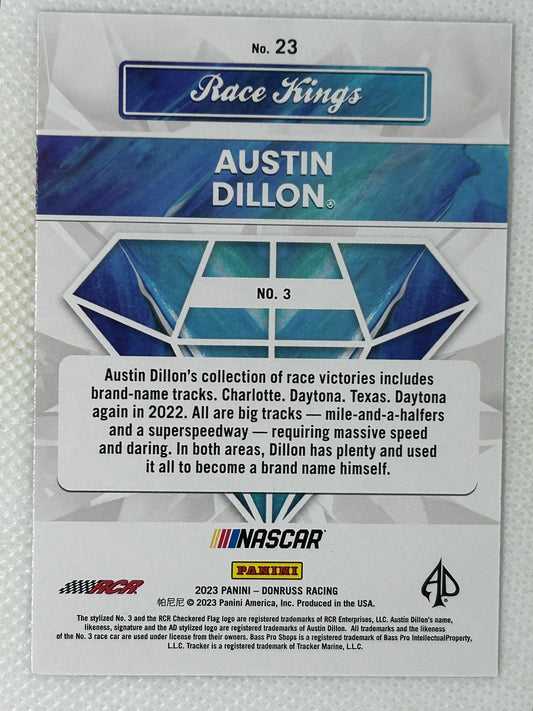 No. 23
Race Kings
AUSTIN
DILLON®
NO. 3
Austin Dillon's collection of race victories includes
brand-name tracks. Charlotte. Daytona. Texas. Daytona
again in 2022. All are big tracks — mile-and-a-halfers
and a superspeedway — requiring massive speed
and daring. In both areas, Dillon has plenty and used
it all to become a brand name himself.
NASCAR
PANINI
RCR
AD
2023 PANINI – DONRUSS RACING
帕尼尼 © 2023 Panini America, Inc. Produced in the USA.
The stylized No. 3 and the RCR Checkered Flag logo are registered trademarks of RCR Enterprises, LLC. Austin Dillon's name,
likeness, signature and the AD stylized logo are registered trademarks of Austin Dillon. All trademarks and the likeness
of the No. 3 race car are used under license from their owners. Bass Pro Shops is a registered trademark of Bass Pro IntellectualProperty,
L.L.C. Tracker is a registered trademark of Tracker Marine, L.L.C.